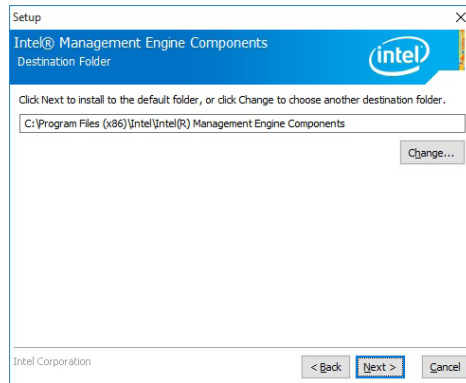 Setup
Intel® Management Engine Components
Destination Folder
intel
Click Next to install to the default folder, or click Change to choose another destination folder.
C:\Program Files (x86)\Intel\Intel(R) Management Engine Components
Change...
Intel Corporation
< Back
Next >
Cancel